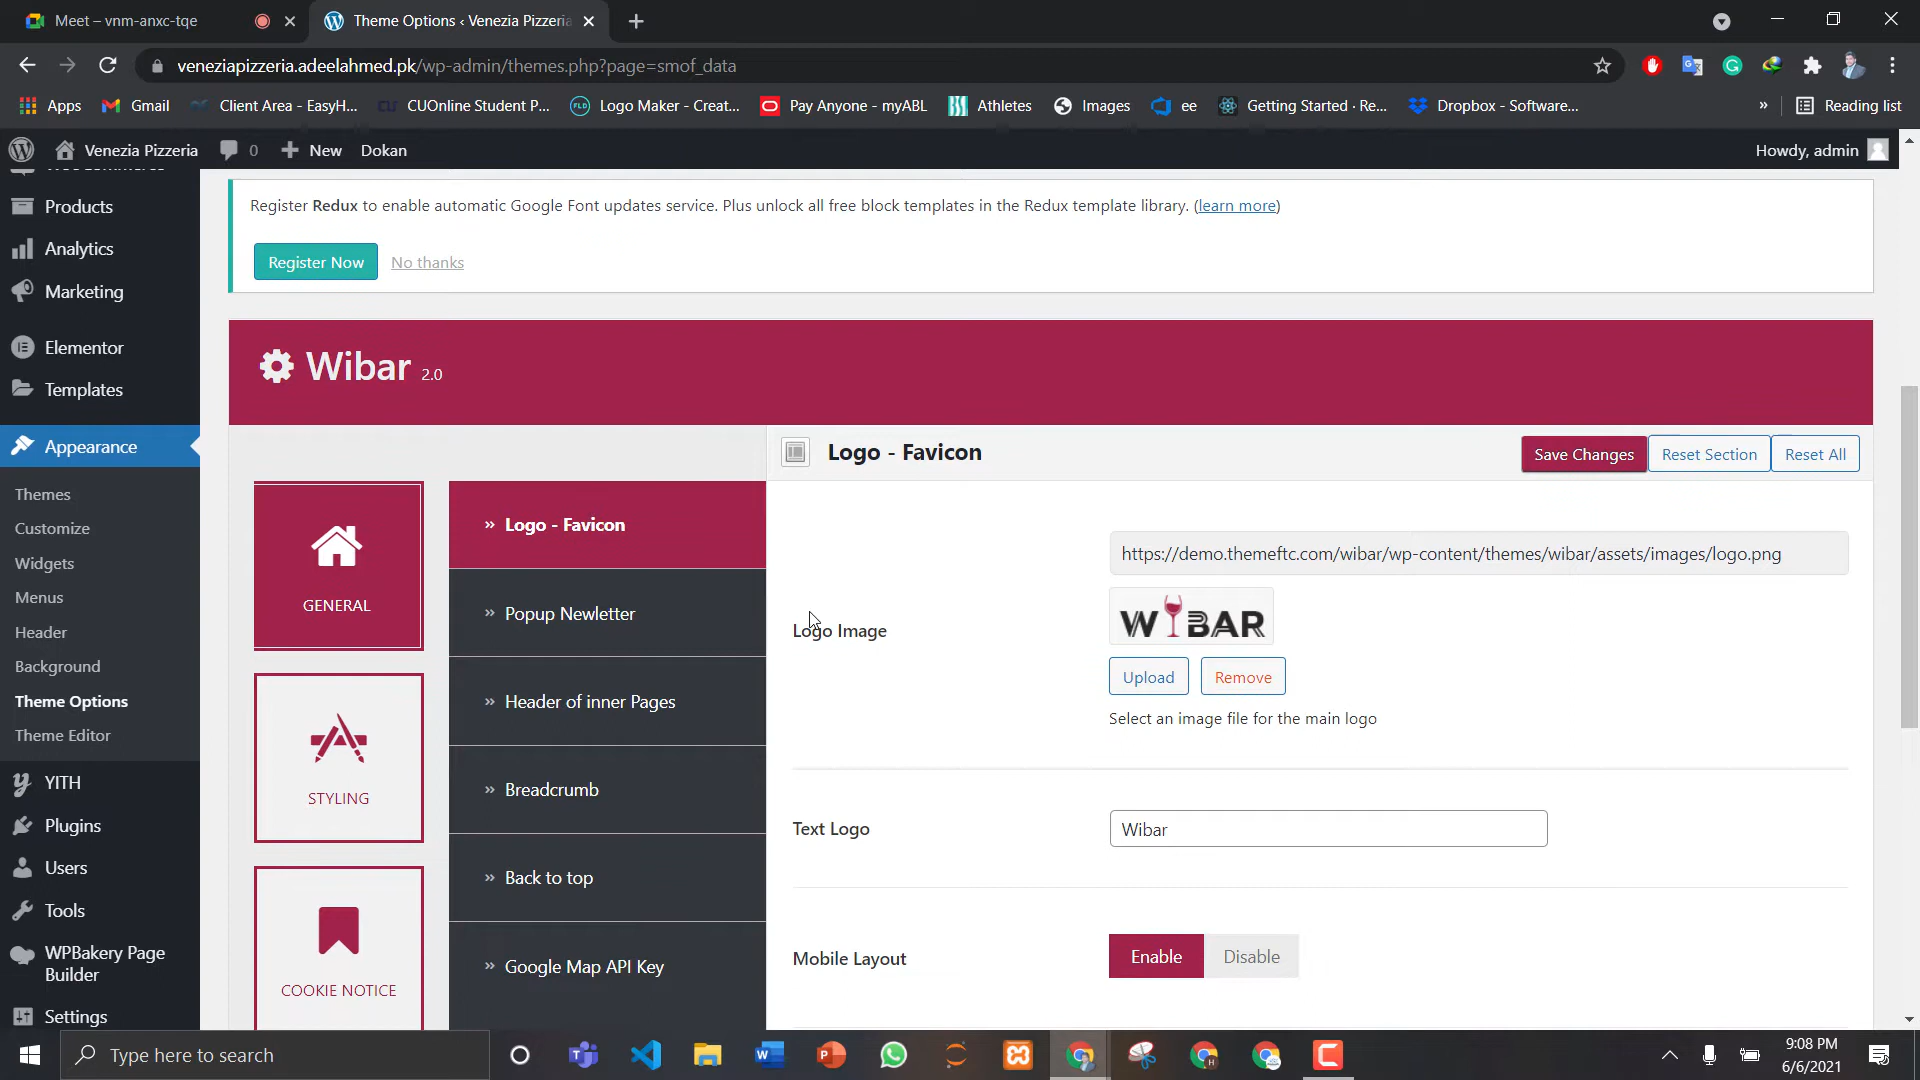 Meet – vnm-anxc-tqe
Theme Options ‹ Venezia Pizzeria
veneziapizzeria.adeelahmed.pk/wp-admin/themes.php?page=smof_data
Apps
Gmail
Client Area - EasyH...
CUOnline Student P...
Logo Maker - Creat...
Pay Anyone - myABL
Athletes
Images
ee
Getting Started · Re...
Dropbox - Software...
»
Reading list
Venezia Pizzeria
0
New
Dokan
Howdy, admin
Products
Analytics
Marketing
Elementor
Templates
Appearance
Themes
Customize
Widgets
Menus
Header
Background
Theme Options
Theme Editor
YITH
Plugins
Users
Tools
WPBakery Page
Builder
Settings
Register Redux to enable automatic Google Font updates service. Plus unlock all free block templates in the Redux template library. (learn more)
Register Now
No thanks
Wibar 2.0
GENERAL
STYLING
COOKIE NOTICE
» Logo - Favicon
» Popup Newletter
» Header of inner Pages
» Breadcrumb
» Back to top
» Google Map API Key
Logo - Favicon
Save Changes
Reset Section
Reset All
Logo Image
https://demo.themeftc.com/wibar/wp-content/themes/wibar/assets/images/logo.png
WIBAR
Upload
Remove
Select an image file for the main logo
Text Logo
Wibar
Mobile Layout
Enable
Disable
Type here to search
9:08 PM
6/6/2021